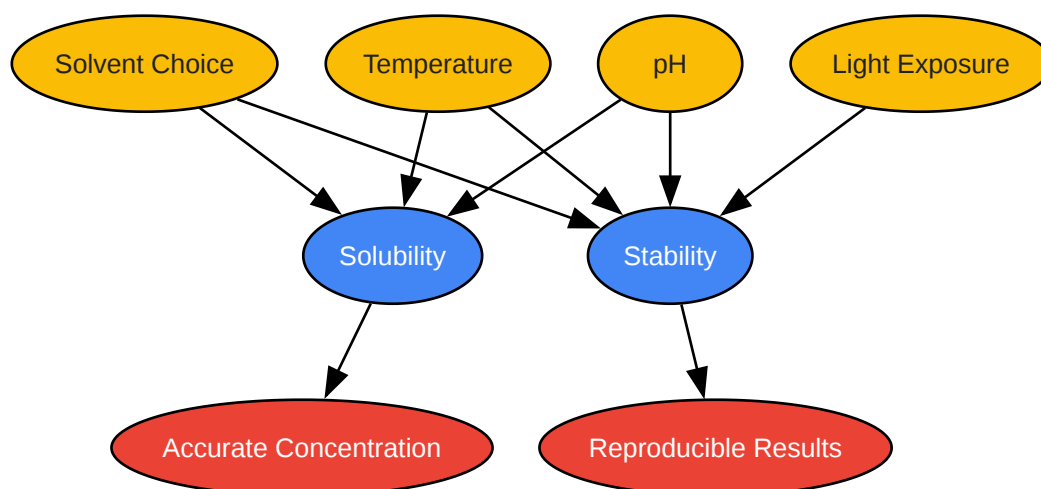 Solvent Choice
Temperature
pH
Light Exposure
Solubility
Stability
Accurate Concentration
Reproducible Results